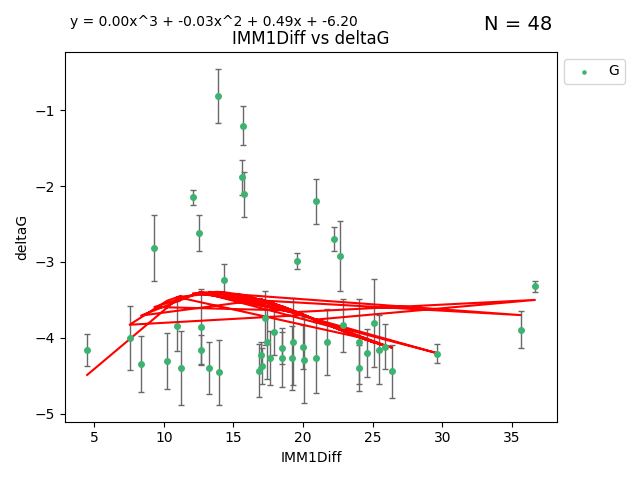 y = 0.00x^3 + -0.03x^2 + 0.49x + -6.20
N = 48
IMM1Diff vs deltaG
G
deltaG
−1
−2
−3
−4
−5
5 10 15 20 25 30 35
IMM1Diff